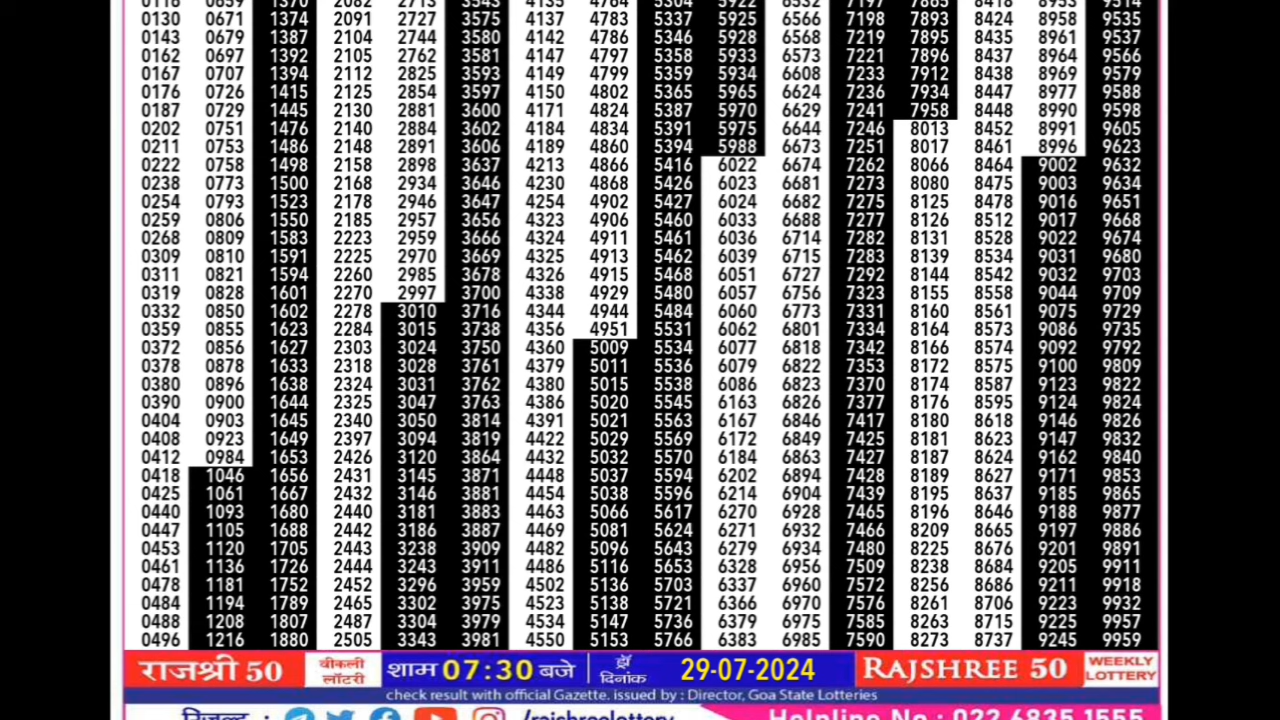 0116 0659 1370 2082 2713 3543 4135 4764 5304 5922 6532 7197 7865 8418 8953 9514
0130 0671 1374 2091 2727 3575 4137 4783 5337 5925 6566 7198 7893 8424 8958 9535
0143 0679 1387 2104 2744 3580 4142 4786 5346 5928 6568 7219 7895 8435 8961 9537
0162 0697 1392 2105 2762 3581 4147 4797 5358 5933 6573 7221 7896 8437 8964 9566
0167 0707 1394 2112 2825 3593 4149 4799 5359 5934 6608 7233 7912 8438 8969 9579
0176 0726 1415 2125 2854 3597 4150 4802 5365 5965 6624 7236 7934 8447 8977 9588
0187 0729 1445 2130 2881 3600 4171 4824 5387 5970 6629 7241 7958 8448 8990 9598
0202 0751 1476 2140 2884 3602 4184 4834 5391 5975 6644 7246 8013 8452 8991 9605
0211 0753 1486 2148 2891 3606 4189 4860 5394 5988 6673 7251 8017 8461 8996 9623
0222 0758 1498 2158 2898 3637 4213 4866 5416 6022 6674 7262 8066 8464 9002 9632
0238 0773 1500 2168 2934 3646 4230 4868 5426 6023 6681 7273 8080 8475 9003 9634
0254 0793 1523 2178 2946 3647 4254 4902 5427 6024 6682 7275 8125 8478 9016 9651
0259 0806 1550 2185 2957 3656 4323 4906 5460 6033 6688 7277 8126 8512 9017 9668
0268 0809 1583 2223 2959 3666 4324 4911 5461 6036 6714 7282 8131 8528 9022 9674
0309 0810 1591 2225 2970 3669 4325 4913 5462 6039 6715 7283 8139 8534 9031 9680
0311 0821 1594 2260 2985 3678 4326 4915 5468 6051 6727 7292 8144 8542 9032 9703
0319 0828 1601 2270 2997 3700 4338 4929 5480 6057 6756 7323 8155 8558 9044 9709
0332 0850 1602 2278 3010 3716 4344 4944 5484 6060 6773 7331 8160 8561 9075 9729
0359 0855 1623 2284 3015 3738 4356 4951 5531 6062 6801 7334 8164 8573 9086 9735
0372 0856 1627 2303 3024 3750 4360 5009 5534 6077 6818 7342 8166 8574 9092 9792
0378 0878 1633 2318 3028 3761 4379 5011 5536 6079 6822 7353 8172 8575 9100 9809
0380 0896 1638 2324 3031 3762 4380 5015 5538 6086 6823 7370 8174 8587 9123 9822
0390 0900 1644 2325 3047 3763 4386 5020 5545 6163 6826 7377 8176 8595 9124 9824
0404 0903 1645 2340 3050 3814 4391 5021 5563 6167 6846 7417 8180 8618 9146 9826
0408 0923 1649 2397 3094 3819 4422 5029 5569 6172 6849 7425 8181 8623 9147 9832
0412 0984 1653 2426 3120 3864 4432 5032 5570 6184 6863 7427 8187 8624 9162 9840
0418 1046 1656 2431 3145 3871 4448 5037 5594 6202 6894 7428 8189 8627 9171 9853
0425 1061 1667 2432 3146 3881 4454 5038 5596 6214 6904 7439 8195 8637 9185 9865
0440 1093 1680 2440 3181 3883 4463 5066 5617 6270 6928 7465 8196 8646 9188 9877
0447 1105 1688 2442 3186 3887 4469 5081 5624 6271 6932 7466 8209 8665 9197 9886
0453 1120 1705 2443 3238 3909 4482 5096 5643 6279 6934 7480 8225 8676 9201 9891
0461 1136 1726 2444 3243 3911 4486 5116 5653 6328 6956 7509 8238 8684 9205 9911
0478 1181 1752 2452 3296 3959 4502 5136 5703 6337 6960 7572 8256 8686 9211 9918
0484 1194 1789 2465 3302 3975 4523 5138 5721 6366 6970 7576 8261 8706 9223 9932
0488 1208 1807 2487 3304 3979 4534 5147 5736 6379 6975 7585 8263 8715 9225 9957
0496 1216 1880 2505 3343 3981 4550 5153 5766 6383 6985 7590 8273 8737 9245 9959
राजश्री 50 वीकली लॉटरी शाम 07:30 बजे ड्रॉ दिनांक 29-07-2024 RAJSHREE 50 WEEKLY LOTTERY
check result with official Gazette. issued by : Director, Goa State Lotteries
रिजल्ट : /rajshreelottery Helpline No : 022 6835 1555